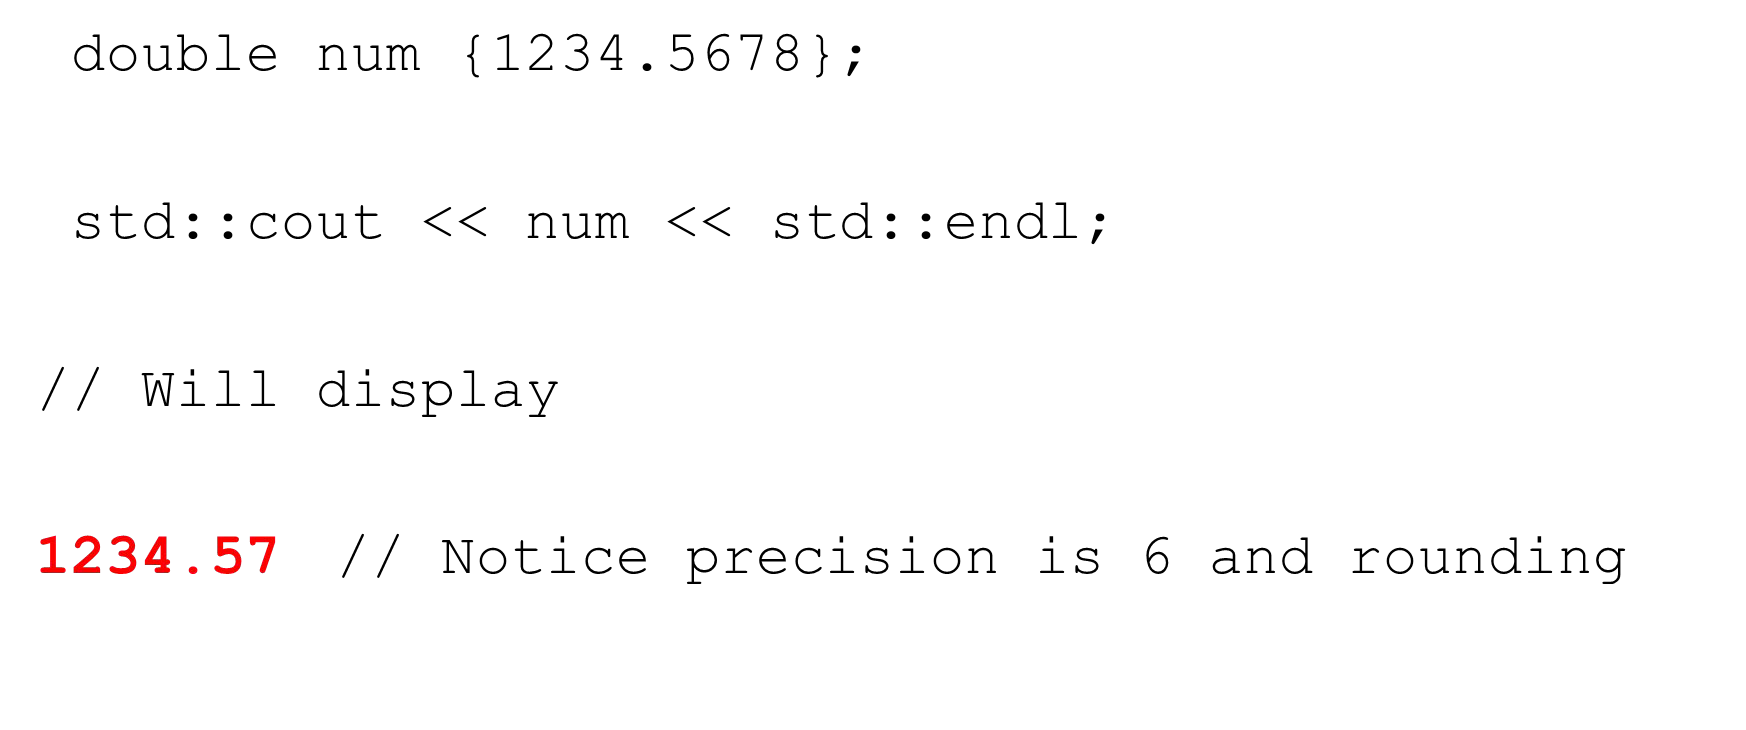 double num {1234.5678};
std::cout << num << std::endl;
// Will display
1234.57 // Notice precision is 6 and rounding